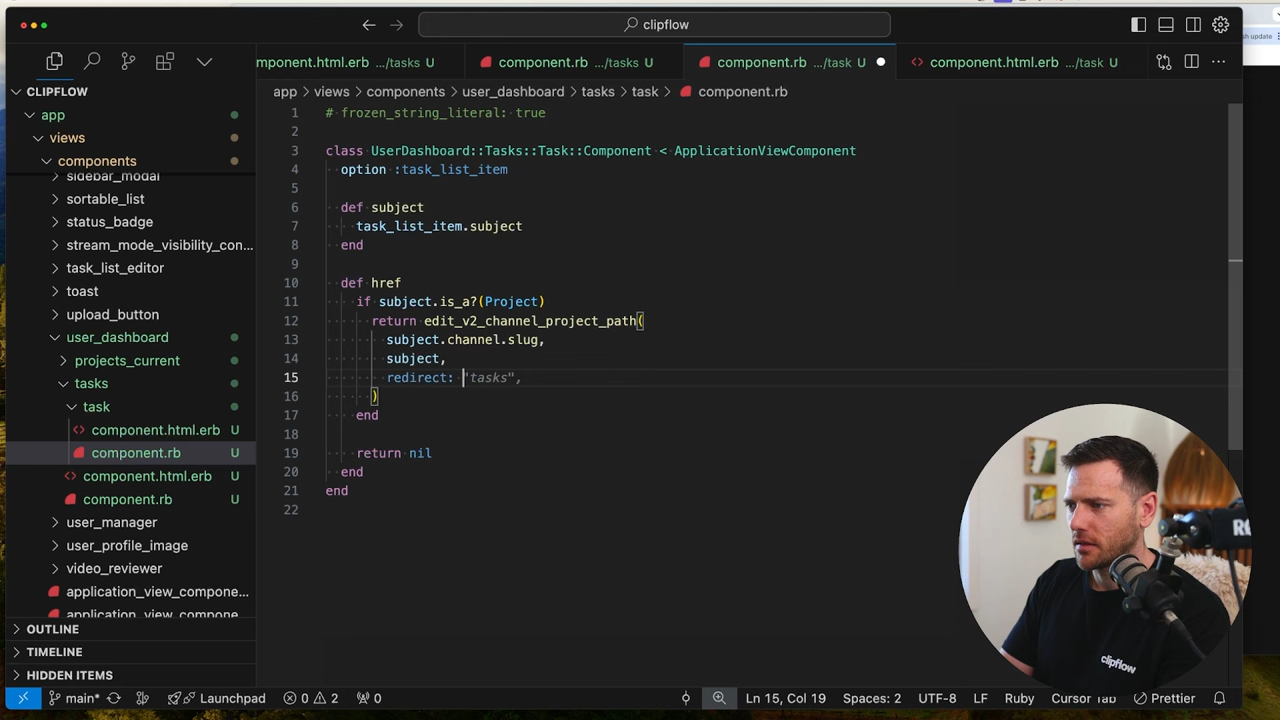 clipflow
sh update
mponent.html.erb .../tasks U
component.rb .../tasks U
component.rb .../task U
component.html.erb .../task U
CLIPFLOW
app
views
components
sidebar_modal
sortable_list
status_badge
stream_mode_visibility_con...
task_list_editor
toast
upload_button
user_dashboard
projects_current
tasks
task
component.html.erb U
component.rb U
component.html.erb U
component.rb U
user_manager
user_profile_image
video_reviewer
application_view_compone...
application_view_compone
OUTLINE
TIMELINE
HIDDEN ITEMS
app > views > components > user_dashboard > tasks > task > component.rb
1 # frozen_string_literal: true
2
3 class UserDashboard::Tasks::Task::Component < ApplicationViewComponent
4 option :task_list_item
5
6 def subject
7 task_list_item.subject
8 end
9
10 def href
11 if subject.is_a?(Project)
12 return edit_v2_channel_project_path(
13 subject.channel.slug,
14 subject,
15 redirect: "tasks",
16 )
17 end
18
19 return nil
20 end
21 end
22
clipflow
main* Launchpad 0 2 0 Ln 15, Col 19 Spaces: 2 UTF-8 LF Ruby Cursor Tab Prettier